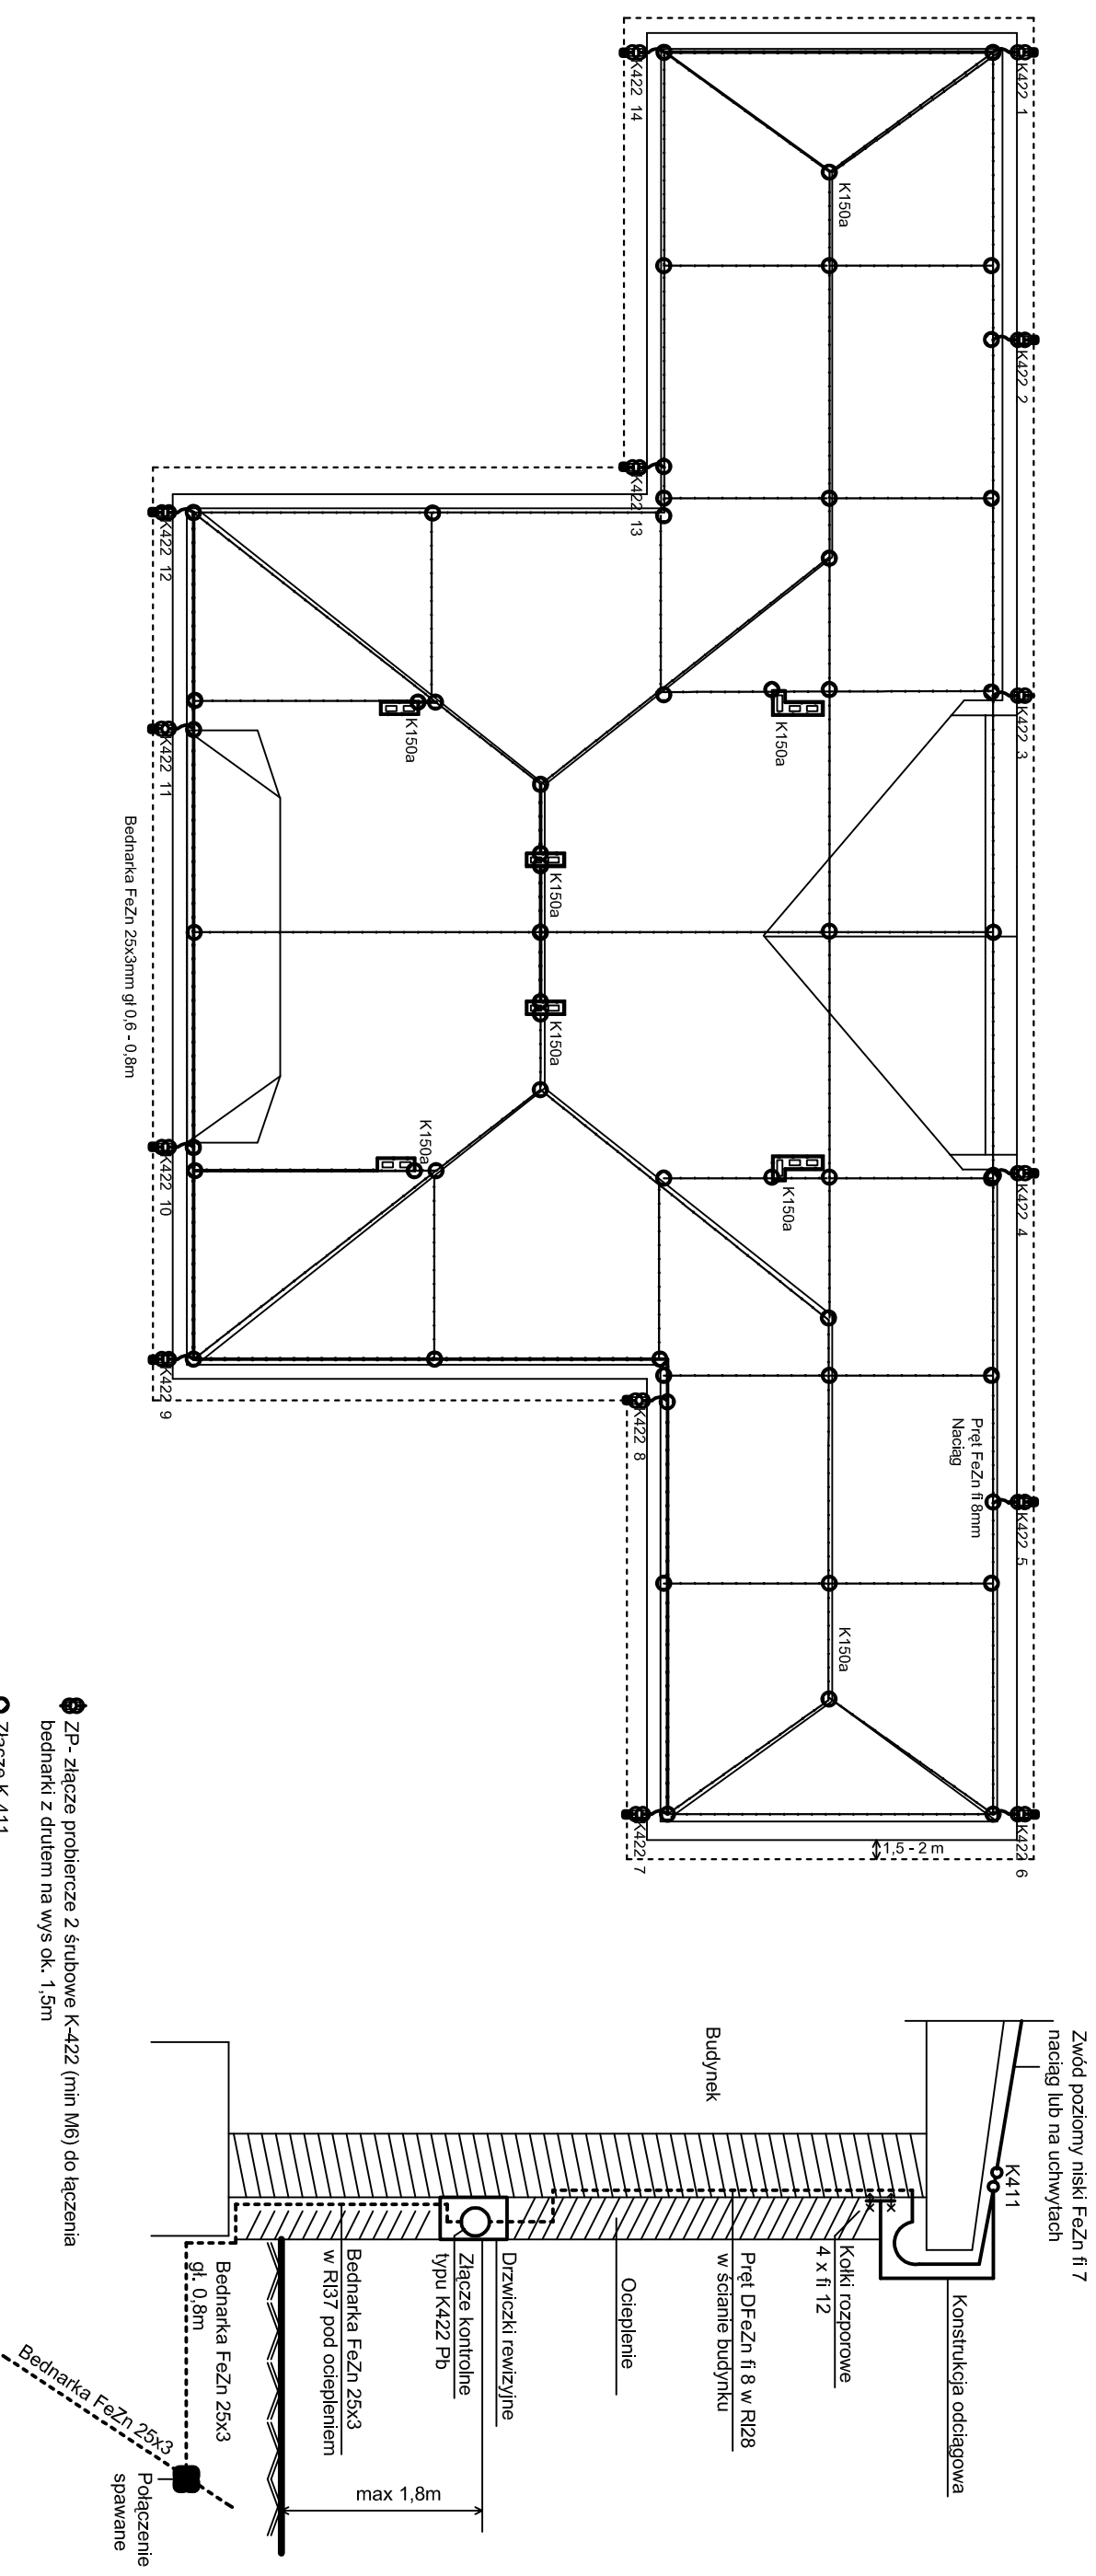 K422 1
K422 2
K422 3
K422 4
K422 5
K422 6
K422 7
K422 8
K422 9
K422 10
K422 11
K422 12
K422 13
K422 14
K150a
K150a
K150a
K150a
K150a
K150a
K150a
K150a
Pręt FeZn fi 8mm
Naciąg
1,5 - 2 m
Bednarka FeZn 25x3mm gł 0,6 - 0,8m
Zwód poziomy niski FeZn fi 7
naciąg lub na uchwytach
K411
Konstrukcja odciągowa
Budynek
Kołki rozporowe
4 x fi 12
Pręt DFeZn fi 8 w Rl28
w ścianie budynku
Ocieplenie
Drzwiczki rewizyjne
Złącze kontrolne
typu K422 Pb
Bednarka FeZn 25x3
w Rl37 pod ociepleniem
max 1,8m
Bednarka FeZn 25x3
gł. 0,8m
Bednarka FeZn 25x3
Połączenie
spawane
ZP- złącze probiercze 2 śrubowe K-422 (min M6) do łączenia
bednarki z drutem na wys ok. 1,5m
Złącze K 411